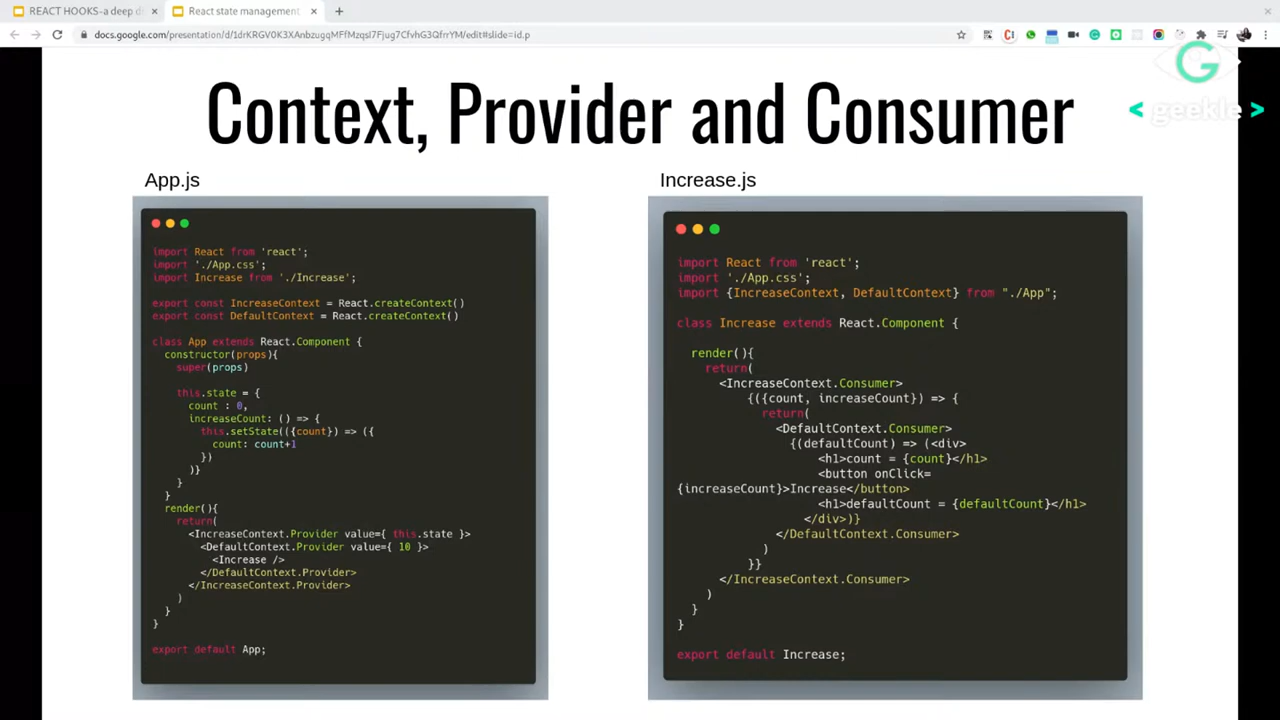 REACT HOOKS -a deep di
React state management
docs.google.com/presentation/d/1drKRGV0K3XAnbzugqMFfMzqsl7Fjug7CfvhG3QfrrYM/edit#slide=id.p
Context, Provider and Consumer
< geekle >
App.js
import React from 'react';
import './App.css';
import Increase from './Increase';
export const IncreaseContext = React.createContext()
export const DefaultContext = React.createContext()
class App extends React.Component {
constructor(props){
super(props)
this.state = {
count : 0,
increaseCount: () => {
this.setState(({count}) => ({
count: count+1
})
)}
}
}
render(){
return(
<IncreaseContext.Provider value={ this.state }>
<DefaultContext.Provider value={ 10 }>
<Increase />
</DefaultContext.Provider>
</IncreaseContext.Provider>
)
}
}
export default App;
Increase.js
import React from 'react';
import './App.css';
import {IncreaseContext, DefaultContext} from "./App";
class Increase extends React.Component {
render(){
return(
<IncreaseContext.Consumer>
{({count, increaseCount}) => {
return(
<DefaultContext.Consumer>
{(defaultCount) => (<div>
<h1>count = {count}</h1>
<button onClick=
{increaseCount}>Increase</button>
<h1>defaultCount = {defaultCount}</h1>
</div>)}
</DefaultContext.Consumer>
)
}}
</IncreaseContext.Consumer>
)
}
}
export default Increase;